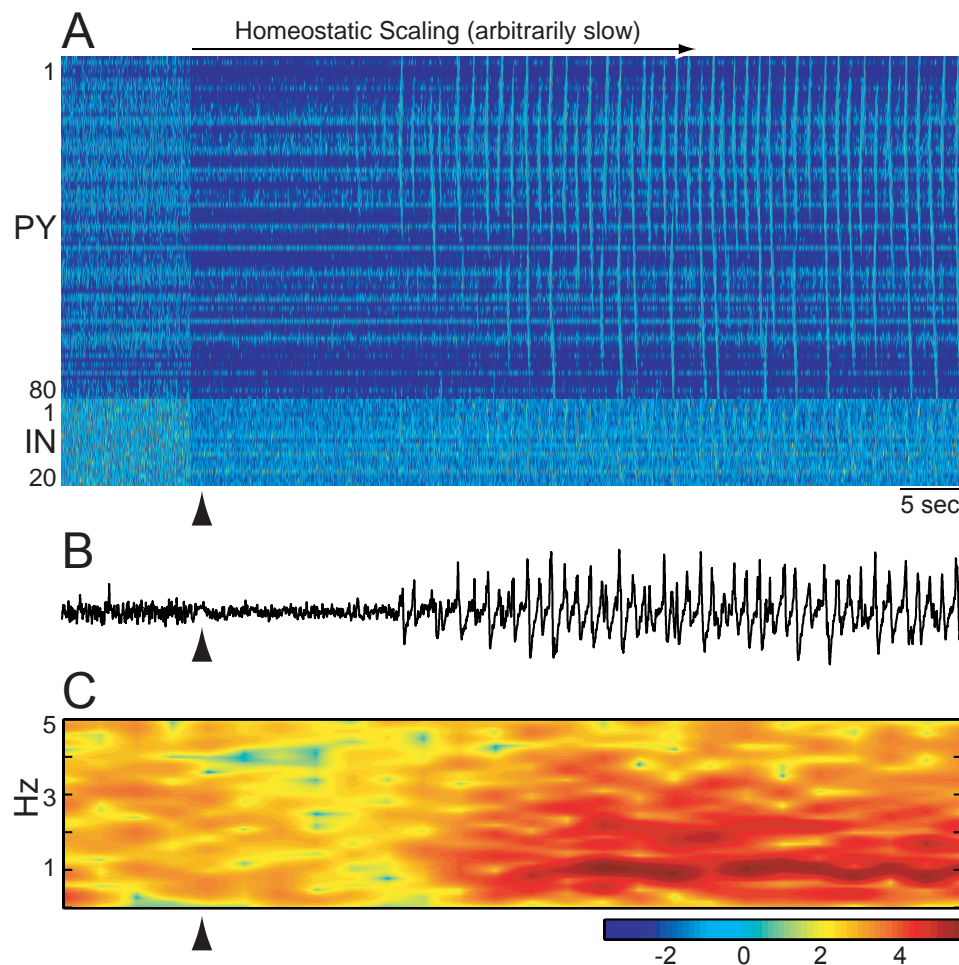 A
Homeostatic Scaling (arbitrarily slow)
1
PY
80
1
IN
20
5 sec
B
C
5
3
1
Hz
-2 0 2 4